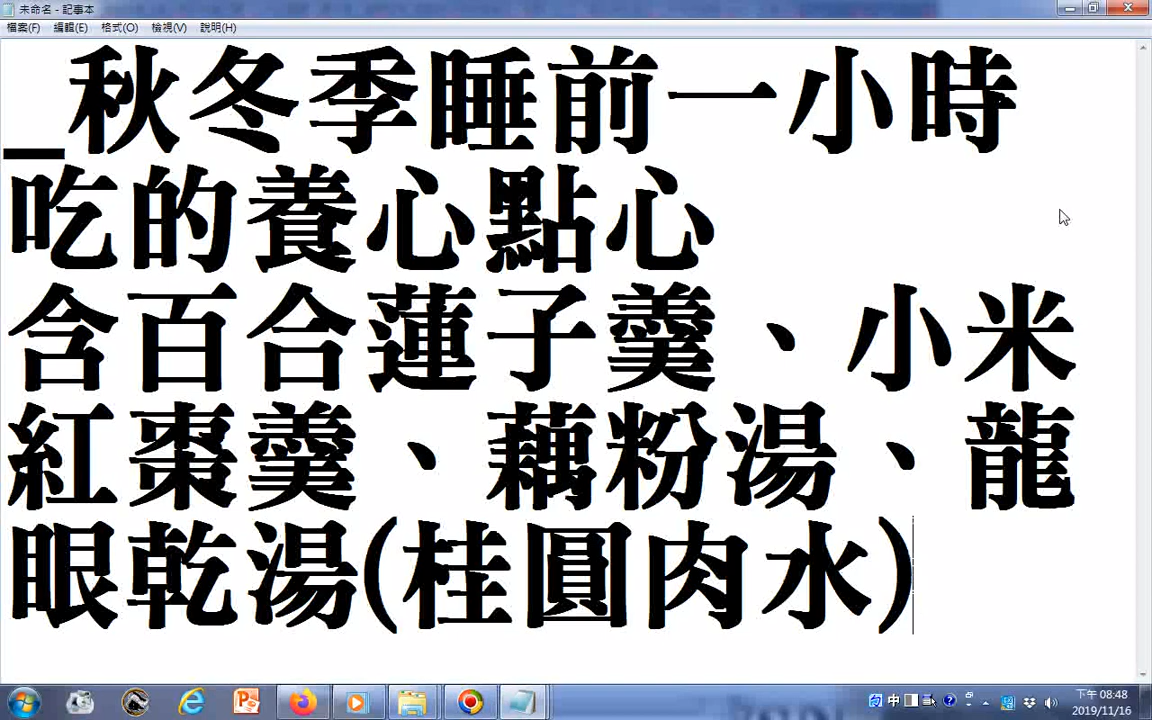 未命名 - 記事本
檔案(F) 編輯(E) 格式(O) 檢視(V) 說明(H)
_秋冬季睡前一小時
吃的養心點心
含百合蓮子羹、小米
紅棗羹、藕粉湯、龍
眼乾湯(桂圓肉水)
中
下午 08:48
2019/11/16